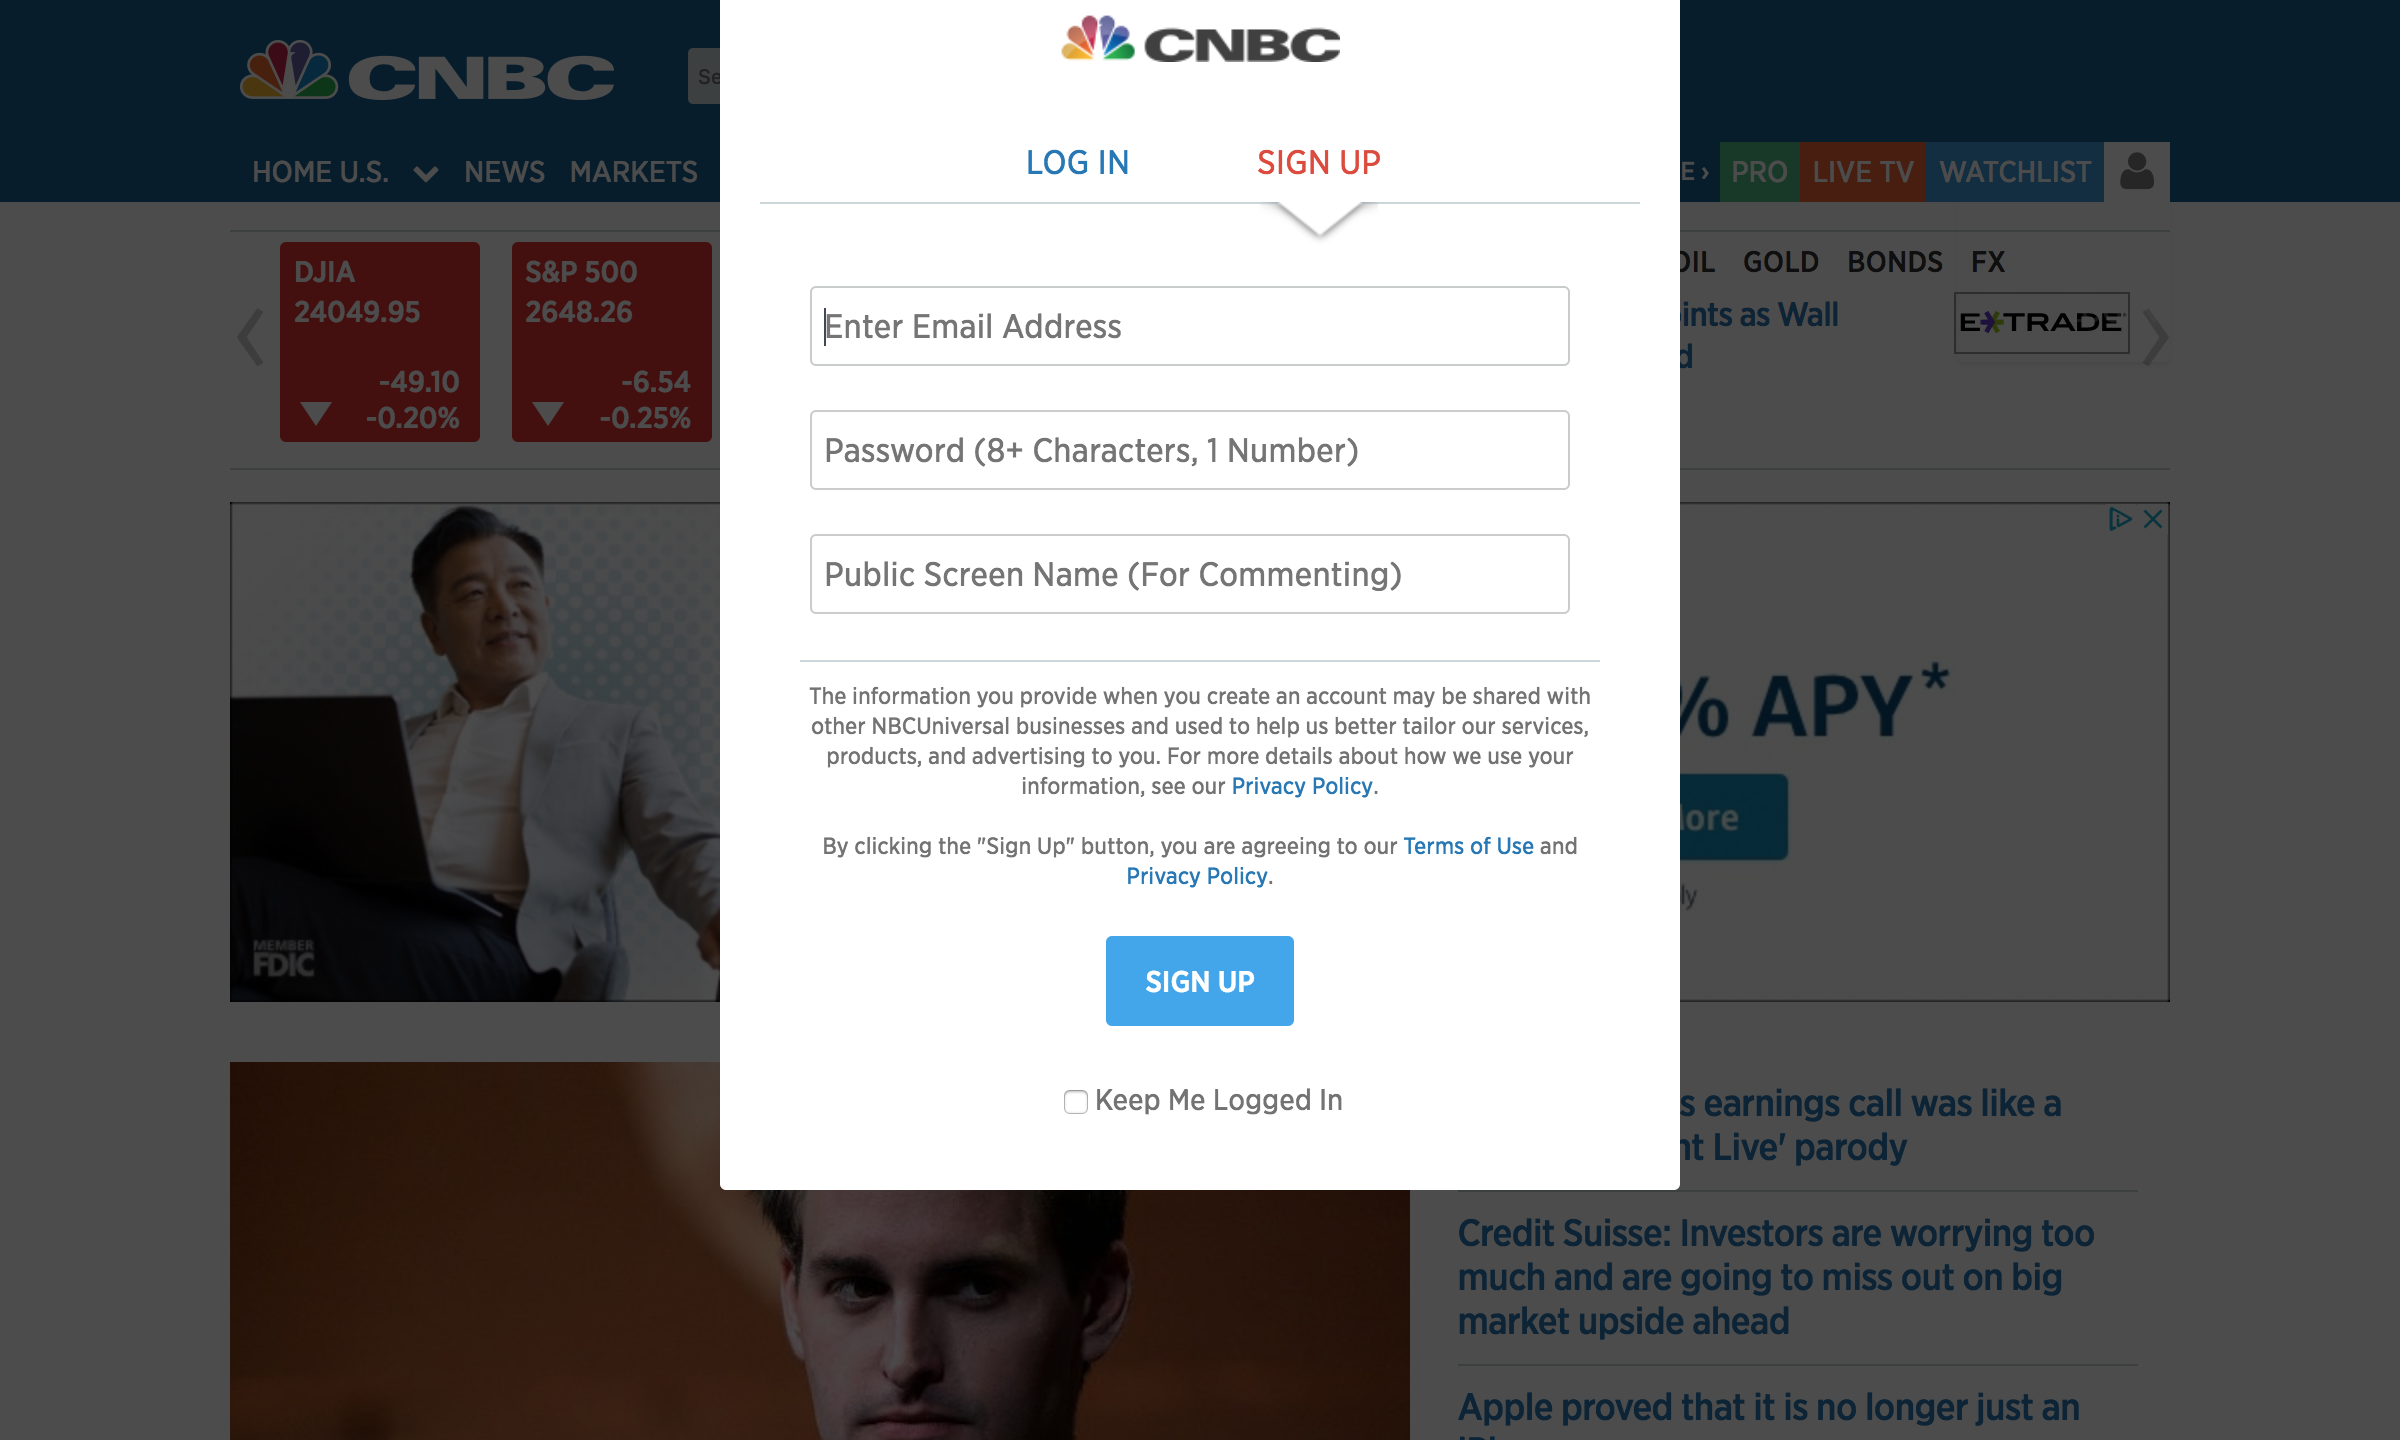 CNBC
Se
HOME U.S.
NEWS
MARKETS
PRO
LIVE TV
WATCHLIST
DJIA
24049.95
-49.10
-0.20%
S&P 500
2648.26
-6.54
-0.25%
MEMBER
FDIC
CNBC
LOG IN
SIGN UP
Enter Email Address
Password (8+ Characters, 1 Number)
Public Screen Name (For Commenting)
The information you provide when you create an account may be shared with
other NBCUniversal businesses and used to help us better tailor our services,
products, and advertising to you. For more details about how we use your
information, see our Privacy Policy.
By clicking the "Sign Up" button, you are agreeing to our Terms of Use and
Privacy Policy.
SIGN UP
Keep Me Logged In
OIL
GOLD
BONDS
FX
ints as Wall
d
E*TRADE
% APY*
ore
ly
s earnings call was like a
nt Live' parody
Credit Suisse: Investors are worrying too
much and are going to miss out on big
market upside ahead
Apple proved that it is no longer just an